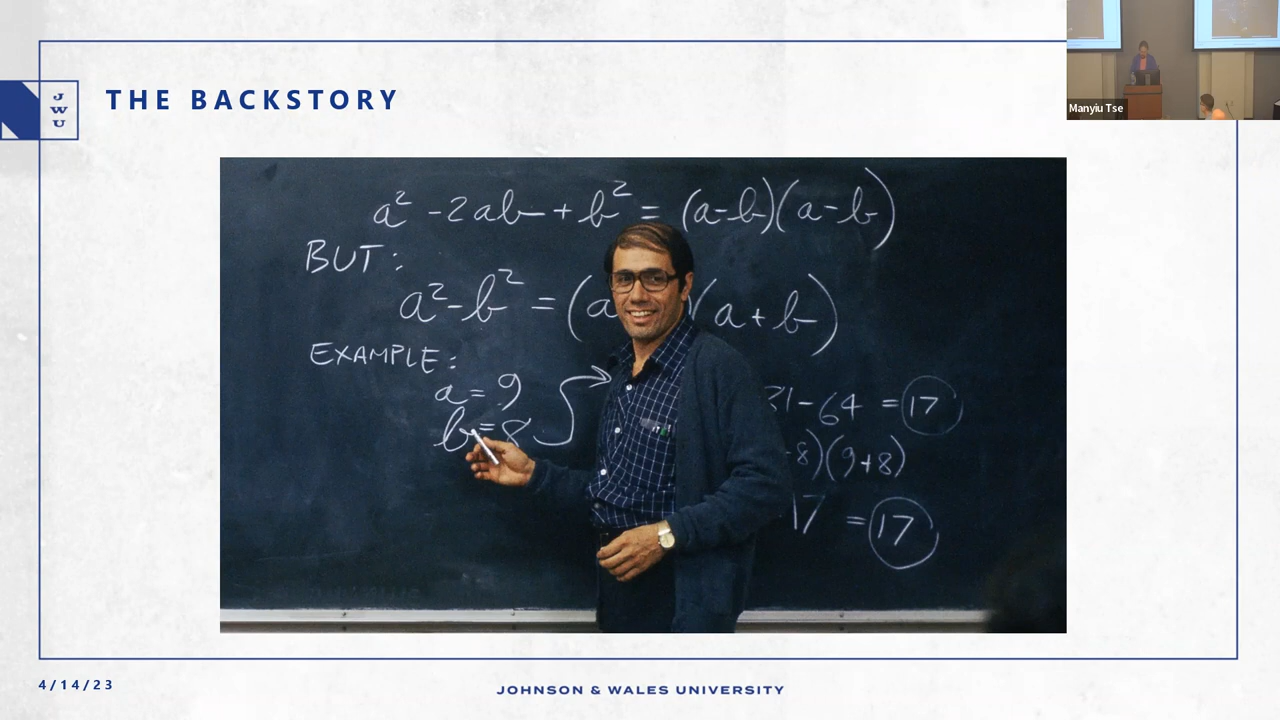 Manyiu Tse
J
W
U
THE BACKSTORY
a² - 2ab + b² = (a-b)(a-b)
BUT:
a² - b² = (a )(a+b)
EXAMPLE:
a = 9
b = 8
81 - 64 = 17
-8)(9+8)
17 = 17
4/14/23
JOHNSON & WALES UNIVERSITY